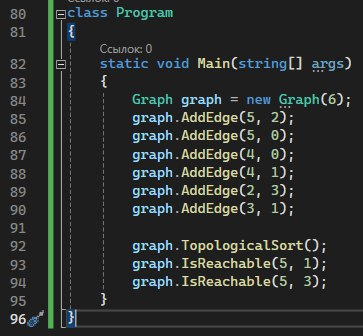 80 class Program
81 {
Ссылок: 0
82 static void Main(string[] args)
83 {
84 Graph graph = new Graph(6);
85 graph.AddEdge(5, 2);
86 graph.AddEdge(5, 0);
87 graph.AddEdge(4, 0);
88 graph.AddEdge(4, 1);
89 graph.AddEdge(2, 3);
90 graph.AddEdge(3, 1);
91
92 graph.TopologicalSort();
93 graph.IsReachable(5, 1);
94 graph.IsReachable(5, 3);
95 }
96 }